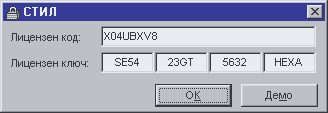 СТИЛ
Лицензен код: X04UBXV8
Лицензен ключ: SE54 23GT 5632 HEXA
OK Демо